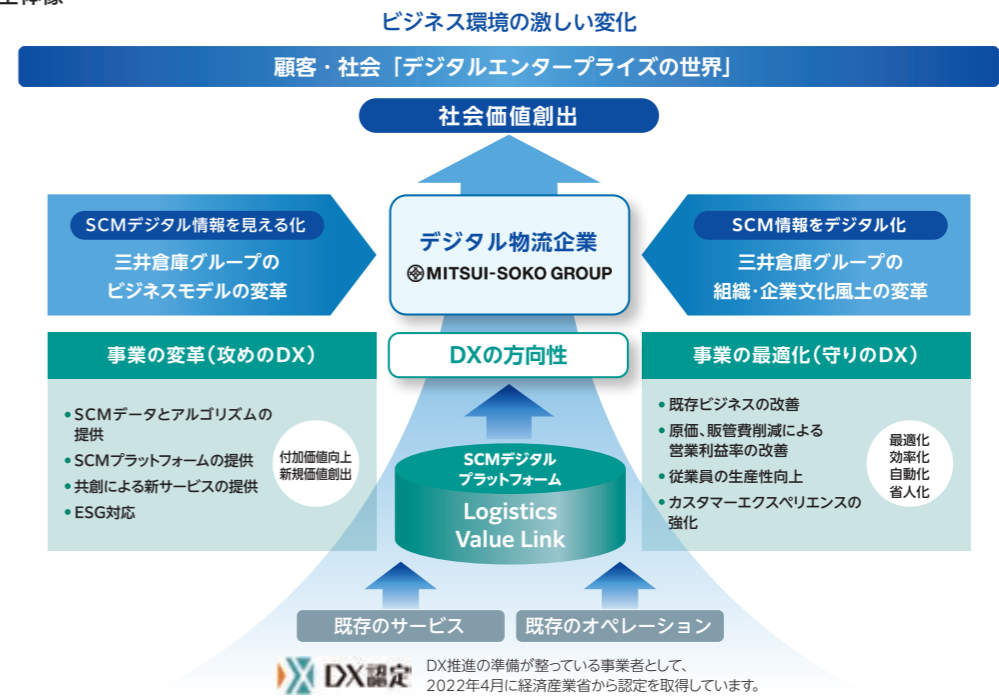 ビジネス環境の激しい変化
顧客・社会「デジタルエンタープライズの世界」
社会価値創出
SCMデジタル情報を見える化
三井倉庫グループの
ビジネスモデルの変革
デジタル物流企業
MITSUI-SOKO GROUP
SCM情報をデジタル化
三井倉庫グループの
組織・企業文化風土の変革
事業の変革(攻めのDX)
•SCMデータとアルゴリズムの
提供
•SCMプラットフォームの提供
•共創による新サービスの提供
•ESG対応
付加価値向上
新規価値創出
DXの方向性
SCMデジタル
プラットフォーム
Logistics
Value Link
事業の最適化(守りのDX)
•既存ビジネスの改善
•原価、販管費削減による
営業利益率の改善
•従業員の生産性向上
•カスタマーエクスペリエンスの
強化
最適化
効率化
自動化
省人化
既存のサービス
既存のオペレーション
DX認定
DX推進の準備が整っている事業者として、
2022年4月に経済産業省から認定を取得しています。